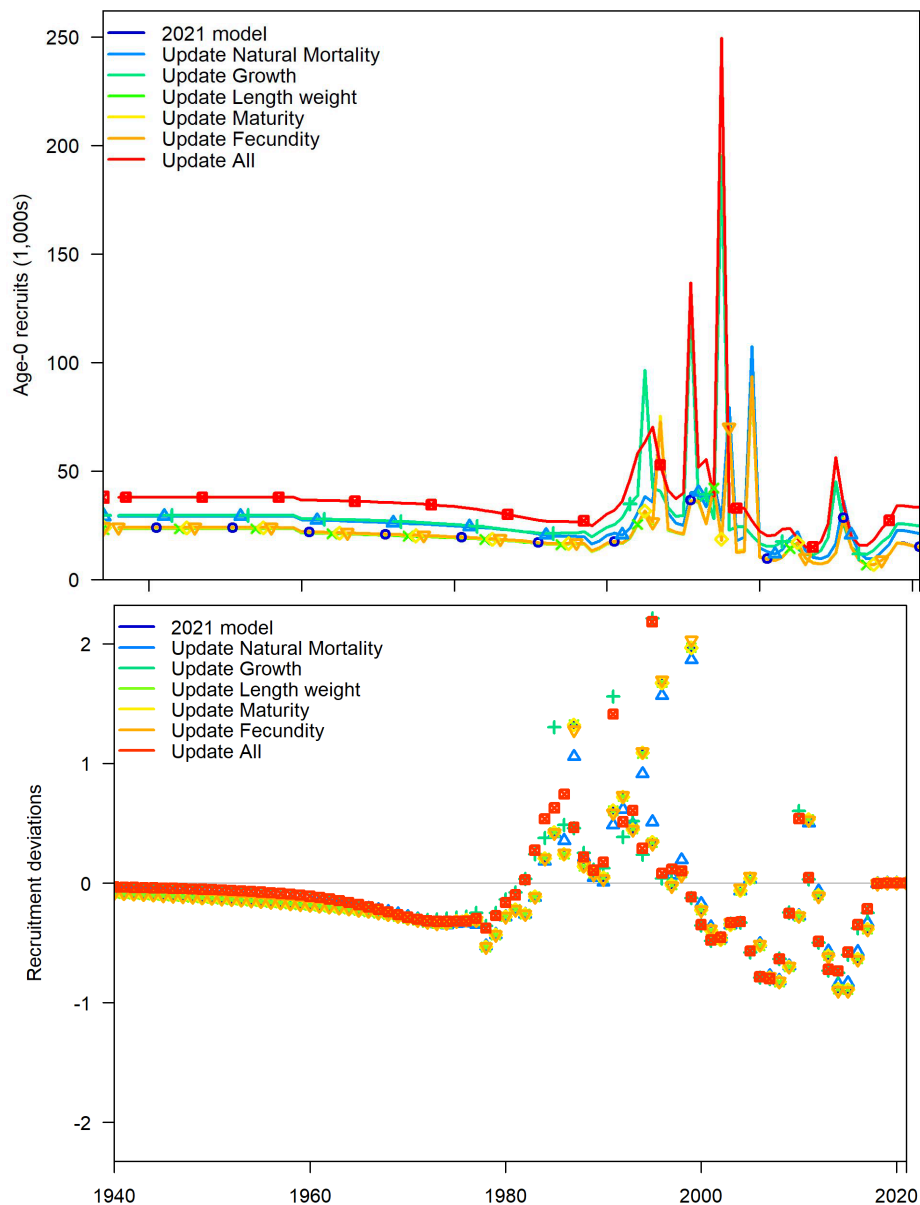 250
200
150
100
50
0
Age-0 recruits (1,000s)
2021 model
Update Natural Mortality
Update Growth
Update Length weight
Update Maturity
Update Fecundity
Update All
2
1
0
-1
-2
Recruitment deviations
2021 model
Update Natural Mortality
Update Growth
Update Length weight
Update Maturity
Update Fecundity
Update All
1940
1960
1980
2000
2020